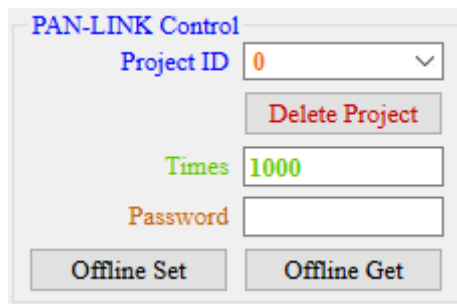 PAN-LINK Control
Project ID 0
Delete Project
Times 1000
Password
Offline Set Offline Get